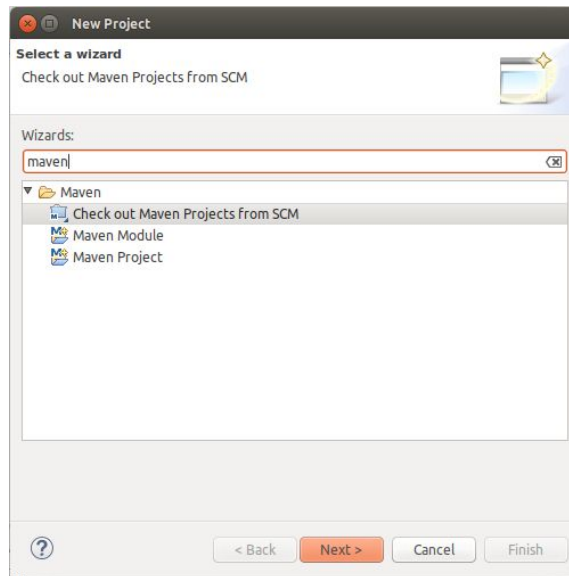 New Project
Select a wizard
Check out Maven Projects from SCM
Wizards:
maven
Maven
Check out Maven Projects from SCM
Maven Module
Maven Project
? < Back Next > Cancel Finish